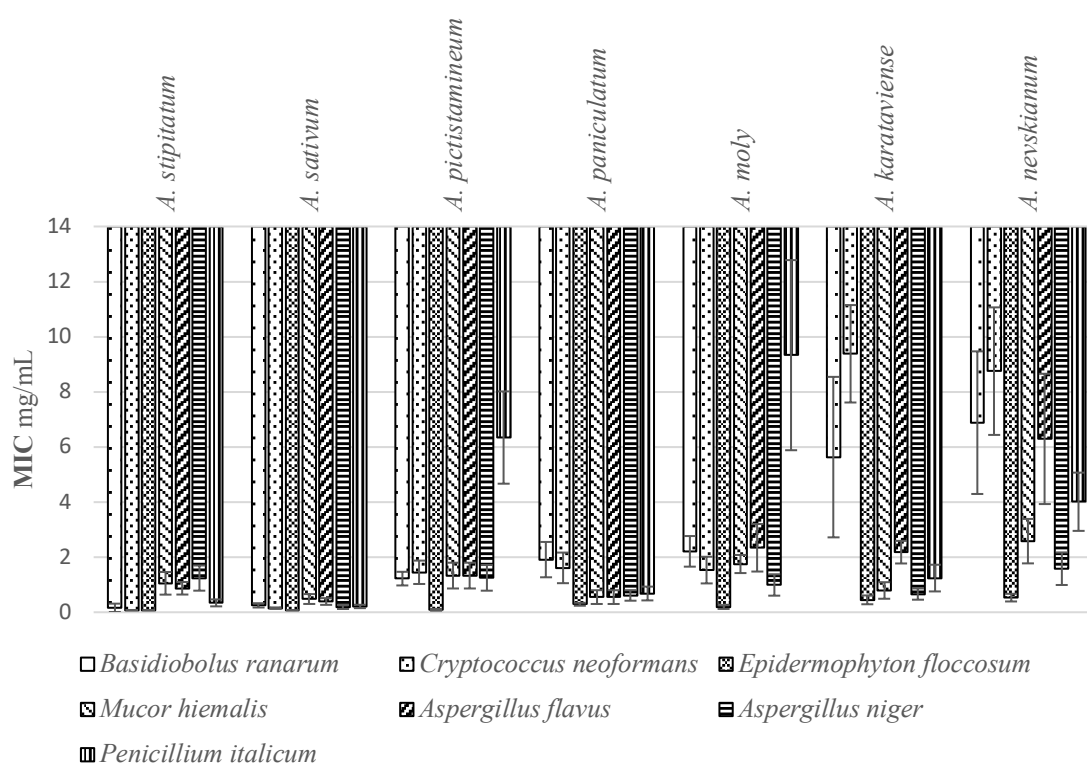 A. stipitatum
A. sativum
A. pictistamineum
A. paniculatum
A. moly
A. karataviense
A. nevskianum
MIC mg/mL
14
12
10
8
6
4
2
0
Basidiobolus ranarum
Cryptococcus neoformans
Epidermophyton floccosum
Mucor hiemalis
Aspergillus flavus
Aspergillus niger
Penicillium italicum